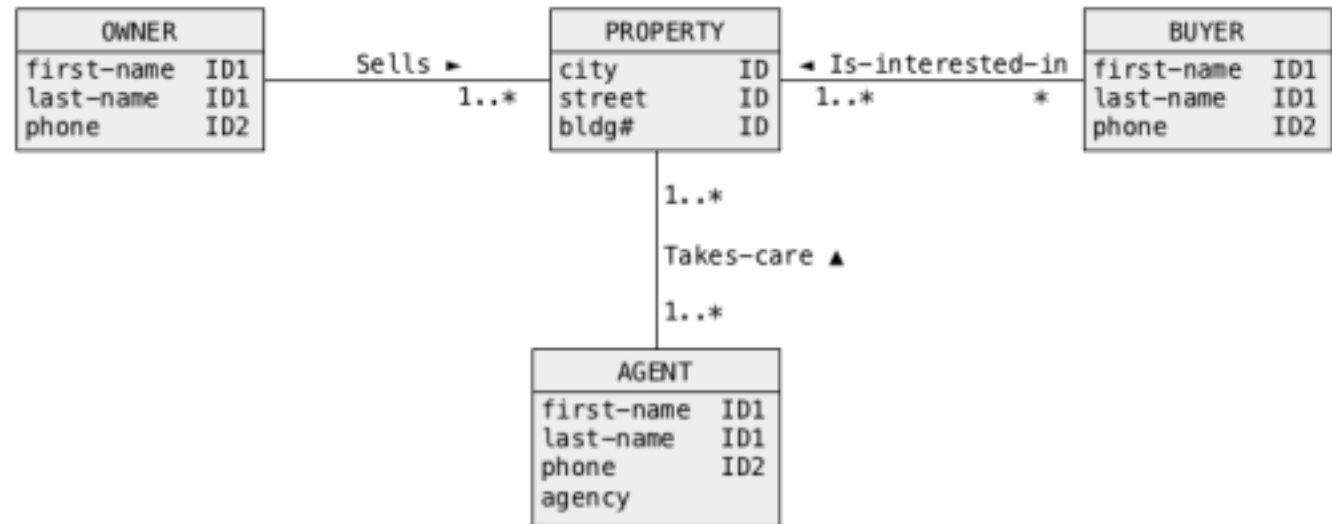 OWNER
first-name ID1
last-name ID1
phone ID2
Sells ►
1..*
PROPERTY
city ID
street ID
bldg# ID
◄ Is-interested-in
1..* *
BUYER
first-name ID1
last-name ID1
phone ID2
1..*
Takes-care ▲
1..*
AGENT
first-name ID1
last-name ID1
phone ID2
agency